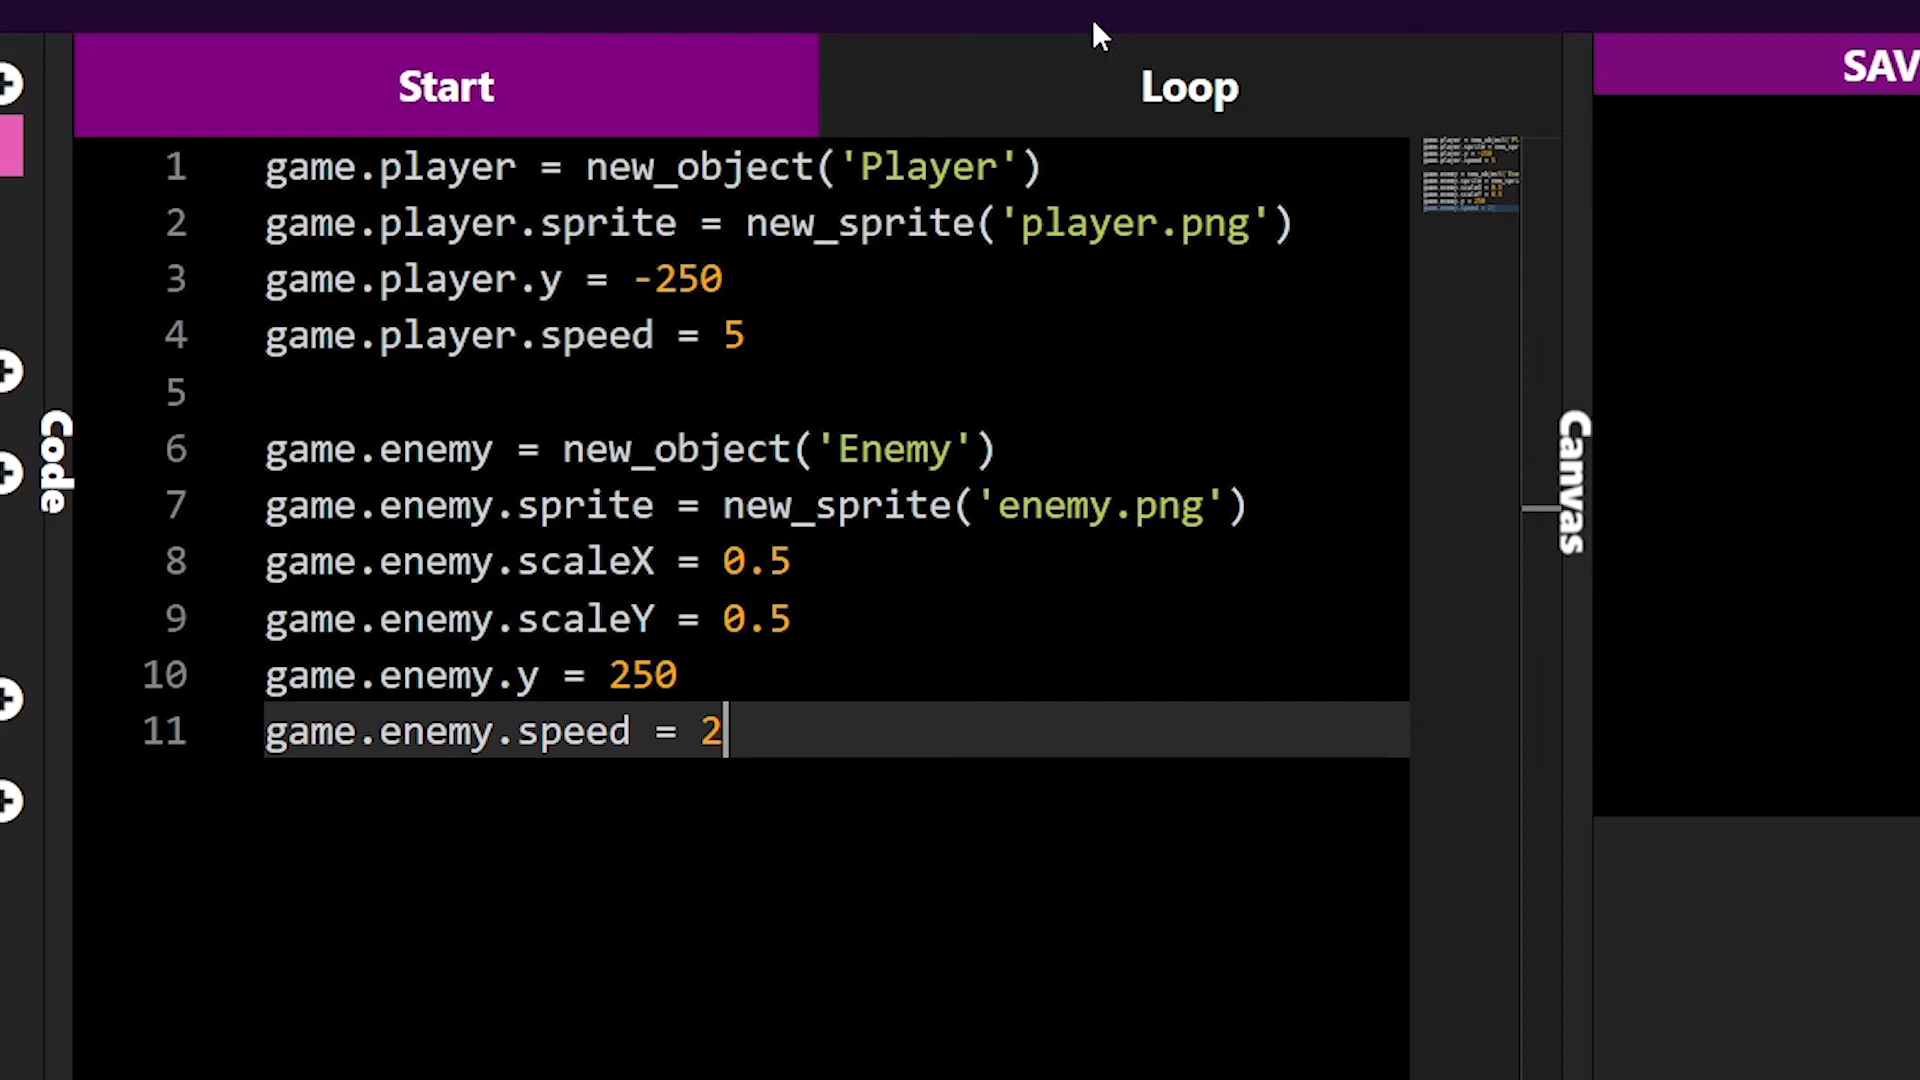 Start
Loop
SAV
1 game.player = new_object('Player')
2 game.player.sprite = new_sprite('player.png')
3 game.player.y = -250
4 game.player.speed = 5
5
6 game.enemy = new_object('Enemy')
7 game.enemy.sprite = new_sprite('enemy.png')
8 game.enemy.scaleX = 0.5
9 game.enemy.scaleY = 0.5
10 game.enemy.y = 250
11 game.enemy.speed = 2
Code
Canvas